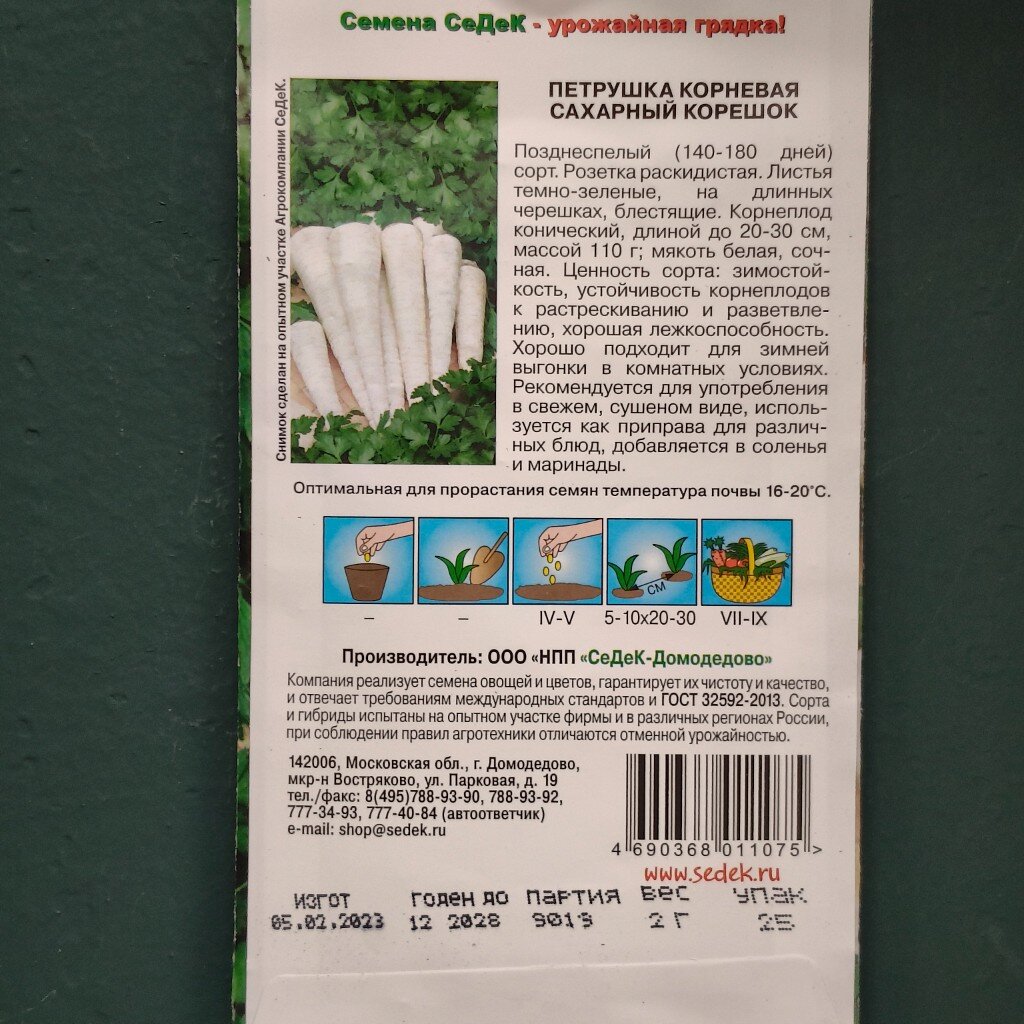 Семена СеДеК - урожайная грядка!
Снимок сделан на опытном участке Агрокомпании СеДеК.
ПЕТРУШКА КОРНЕВАЯ
САХАРНЫЙ КОРЕШОК
Позднеспелый (140-180 дней)
сорт. Розетка раскидистая. Листья
темно-зеленые, на длинных
черешках, блестящие. Корнеплод
конический, длиной до 20-30 см,
массой 110 г; мякоть белая, соч-
ная. Ценность сорта: зимостой-
кость, устойчивость корнеплодов
к растрескиванию и разветвле-
нию, хорошая лежкоспособность.
Хорошо подходит для зимней
выгонки в комнатных условиях.
Рекомендуется для употребления
в свежем, сушеном виде, исполь-
зуется как приправа для различ-
ных блюд, добавляется в соленья
и маринады.
Оптимальная для прорастания семян температура почвы 16-20°С.
СМ
– – IV-V 5-10х20-30 VII-IX
Производитель: ООО «НПП «СеДеК-Домодедово»
Компания реализует семена овощей и цветов, гарантирует их чистоту и качество,
и отвечает требованиям международных стандартов и ГОСТ 32592-2013. Сорта
и гибриды испытаны на опытном участке фирмы и в различных регионах России,
при соблюдении правил агротехники отличаются отменной урожайностью.
142006, Московская обл., г. Домодедово,
мкр-н Востряково, ул. Парковая, д. 19
тел./факс: 8(495)788-93-90, 788-93-92,
777-34-93, 777-40-84 (автоответчик)
e-mail: shop@sedek.ru
4 690368 011075 >
www.sedek.ru
ИЗГОТ ГОДЕН ДО ПАРТИЯ ВЕС УПАК
05.02.2023 12 2028 9019 2 Г 25